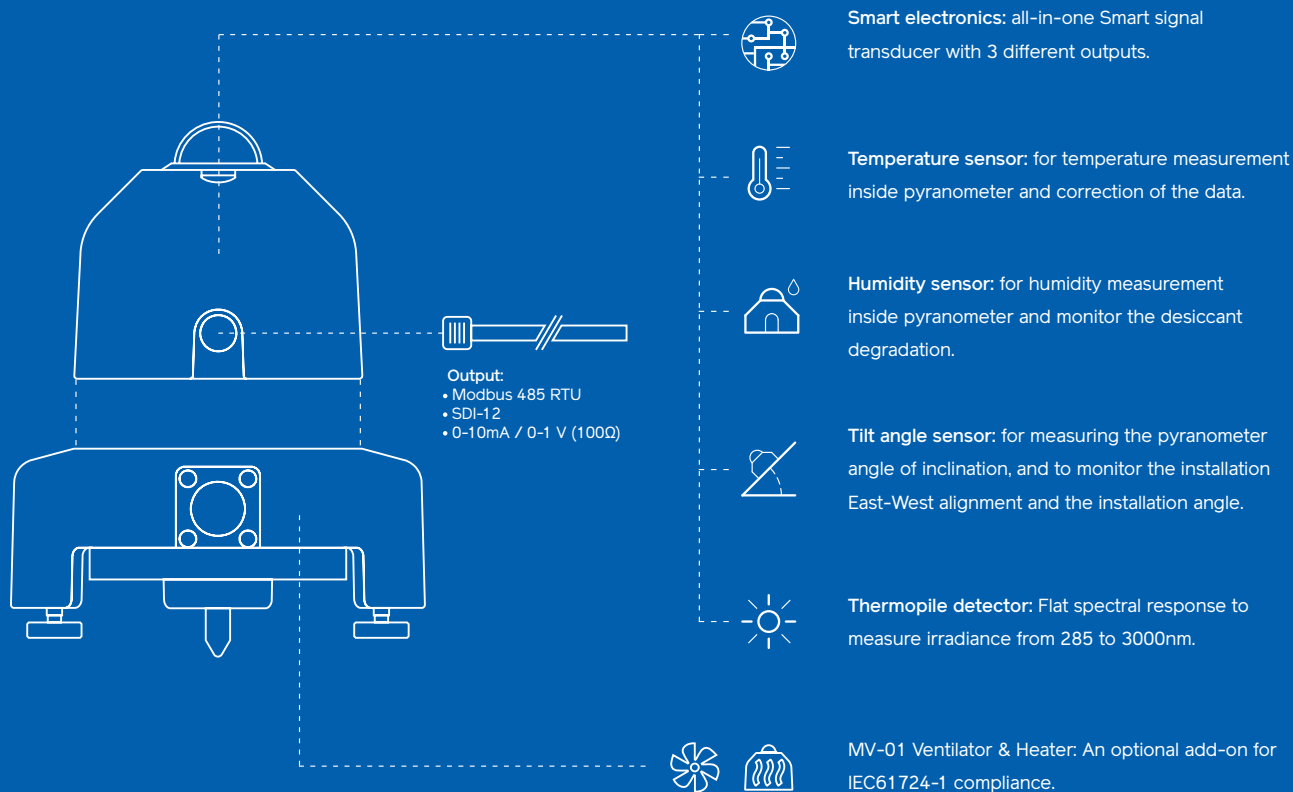 Smart electronics: all-in-one Smart signal
transducer with 3 different outputs.
Temperature sensor: for temperature measurement
inside pyranometer and correction of the data.
Humidity sensor: for humidity measurement
inside pyranometer and monitor the desiccant
degradation.
Output:
• Modbus 485 RTU
• SDI-12
• 0-10mA / 0-1 V (100Ω)
Tilt angle sensor: for measuring the pyranometer
angle of inclination, and to monitor the installation
East-West alignment and the installation angle.
Thermopile detector: Flat spectral response to
measure irradiance from 285 to 3000nm.
MV-01 Ventilator & Heater: An optional add-on for
IEC61724-1 compliance.